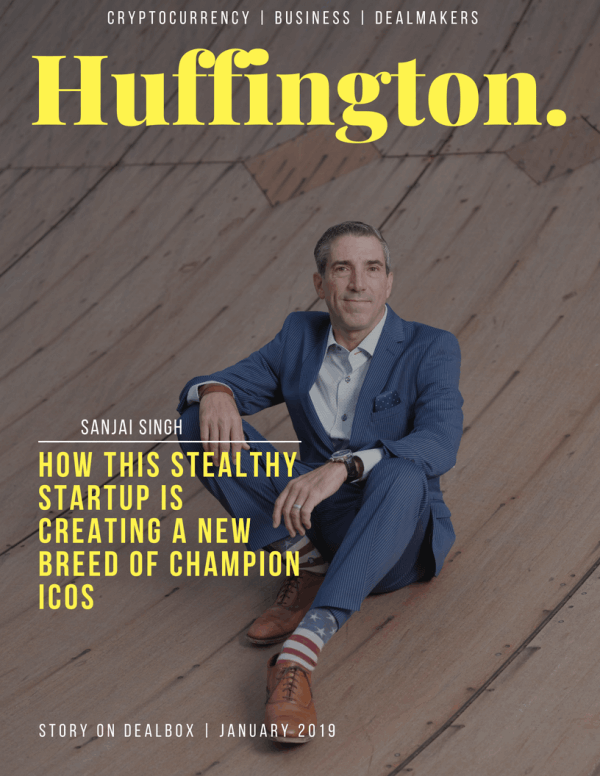 CRYPTOCURRENCY | BUSINESS | DEALMAKERS
Huffington.
SANJAI SINGH
HOW THIS STEALTHY
STARTUP IS
CREATING A NEW
BREED OF CHAMPION
ICOS
STORY ON DEALBOX | JANUARY 2019